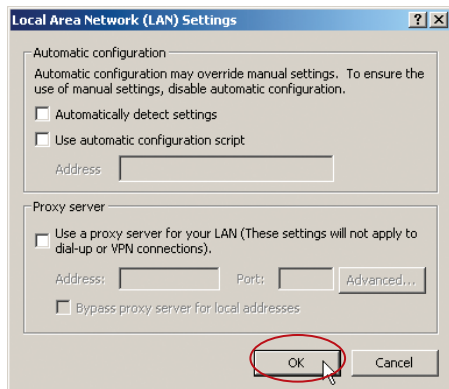 Local Area Network (LAN) Settings
Automatic configuration
Automatic configuration may override manual settings. To ensure the
use of manual settings, disable automatic configuration.
Automatically detect settings
Use automatic configuration script
Address
Proxy server
Use a proxy server for your LAN (These settings will not apply to
dial-up or VPN connections).
Address: Port: Advanced...
Bypass proxy server for local addresses
OK Cancel